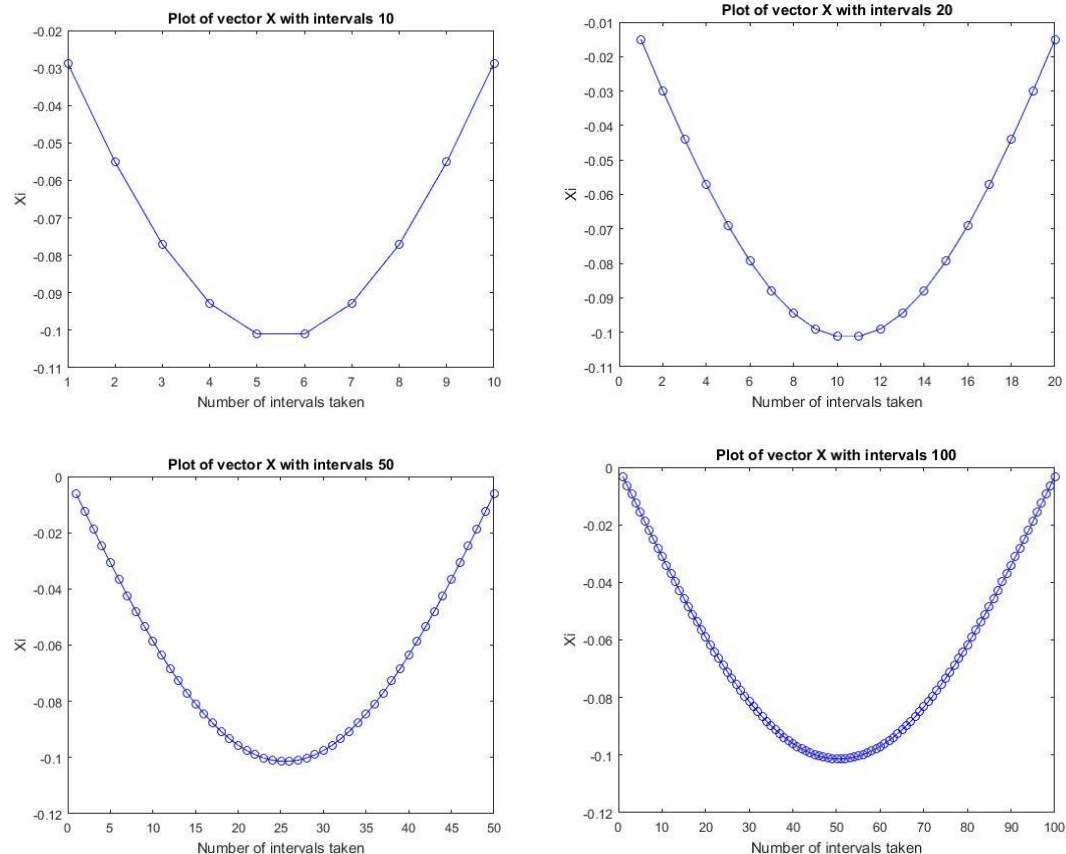 Plot of vector X with intervals 10
-0.02
-0.03
-0.04
-0.05
-0.06
-0.07
-0.08
-0.09
-0.1
-0.11
Xi
1 2 3 4 5 6 7 8 9 10
Number of intervals taken
Plot of vector X with intervals 20
-0.01
-0.02
-0.03
-0.04
-0.05
-0.06
-0.07
-0.08
-0.09
-0.1
-0.11
Xi
0 2 4 6 8 10 12 14 16 18 20
Number of intervals taken
Plot of vector X with intervals 50
0
-0.02
-0.04
-0.06
-0.08
-0.1
-0.12
Xi
0 5 10 15 20 25 30 35 40 45 50
Number of intervals taken
Plot of vector X with intervals 100
0
-0.02
-0.04
-0.06
-0.08
-0.1
-0.12
Xi
0 10 20 30 40 50 60 70 80 90 100
Number of intervals taken